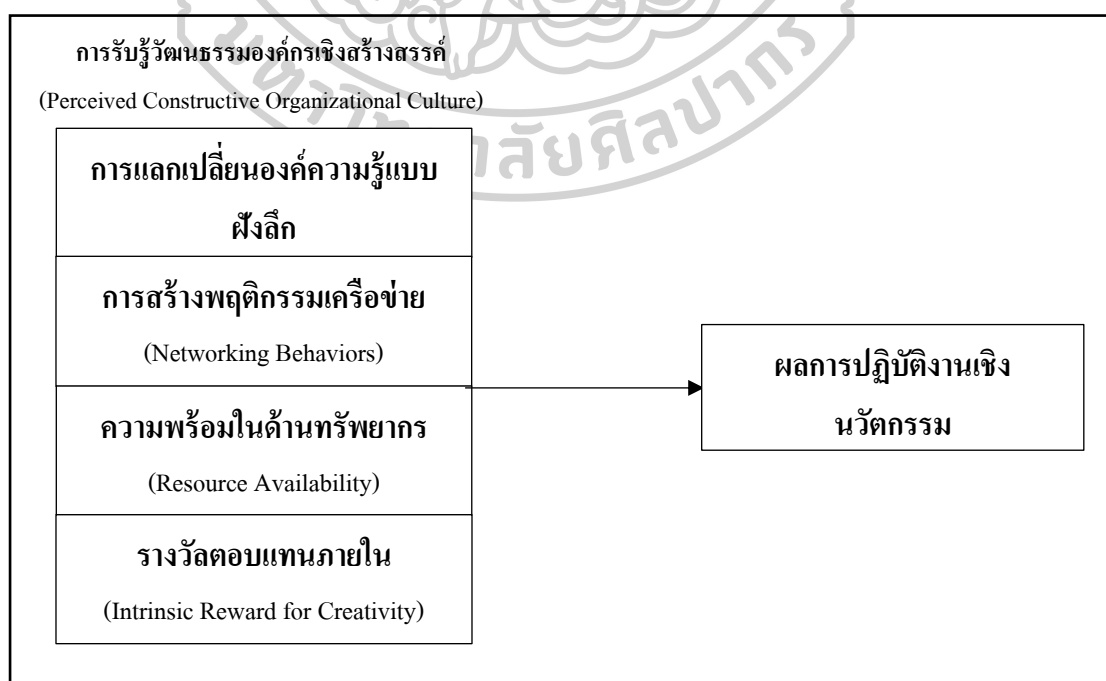 การรับรู้วัฒนธรรมองค์กรเชิงสร้างสรรค์
(Perceived Constructive Organizational Culture)
การแลกเปลี่ยนองค์ความรู้แบบ
ฝังลึก
การสร้างพฤติกรรมเครือข่าย
(Networking Behaviors)
ความพร้อมในด้านทรัพยากร
(Resource Availability)
รางวัลตอบแทนภายใน
(Intrinsic Reward for Creativity)
ผลการปฏิบัติงานเชิง
นวัตกรรม